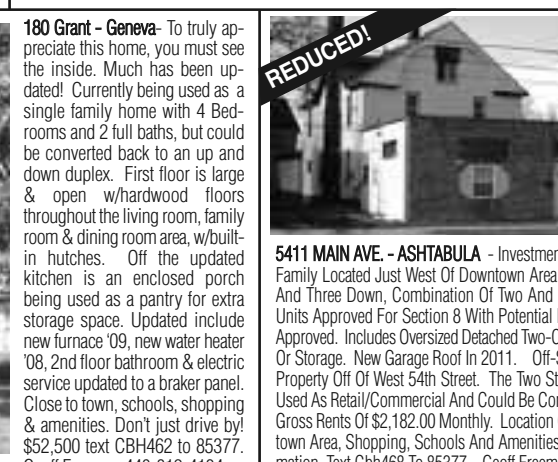 180 Grant - Geneva- To truly ap-
preciate this home, you must see
the inside. Much has been up-
dated! Currently being used as a
single family home with 4 Bed-
rooms and 2 full baths, but could
be converted back to an up and
down duplex. First floor is large
& open w/hardwood floors
throughout the living room, family
room & dining room area, w/built-
in hutches. Off the updated
kitchen is an enclosed porch
being used as a pantry for extra
storage space. Updated include
new furnace '09, new water heater
'08, 2nd floor bathroom & electric
service updated to a braker panel.
Close to town, schools, shopping
& amenities. Don't just drive by!
$52,500 text CBH462 to 85377.
REDUCED!
5411 MAIN AVE. - ASHTABULA - Investmen
Family Located Just West Of Downtown Area
And Three Down, Combination Of Two And
Units Approved For Section 8 With Potential
Approved. Includes Oversized Detached Two-C
Or Storage. New Garage Roof In 2011. Off-S
Property Off Of West 54th Street. The Two St
Used As Retail/Commercial And Could Be Con
Gross Rents Of $2,182.00 Monthly. Location
town Area, Shopping, Schools And Amenities
mation, Text Cbh468 To 85377. Geoff